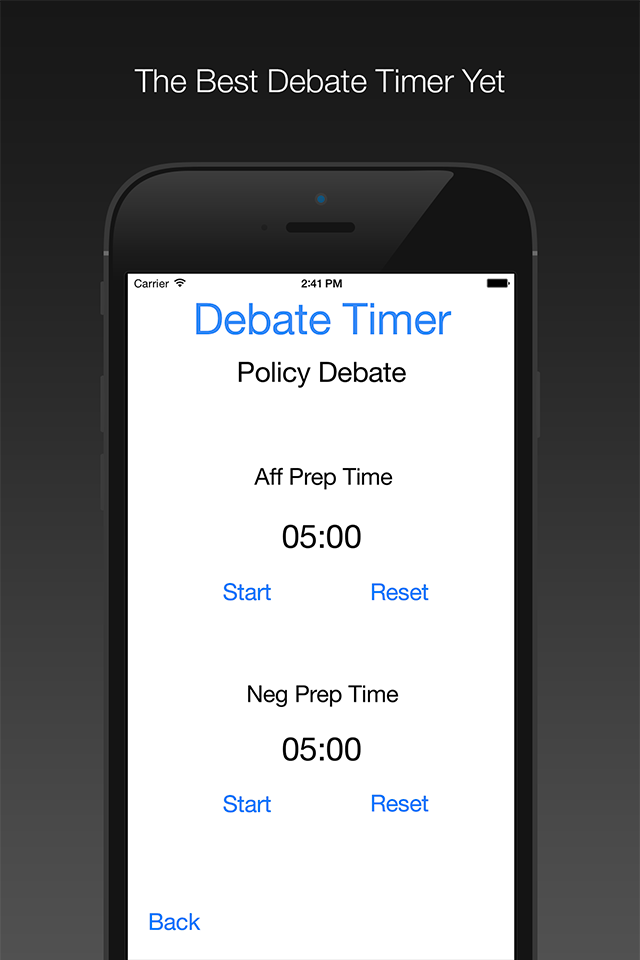 The Best Debate Timer Yet
Carrier 2:41 PM
Debate Timer
Policy Debate
Aff Prep Time
05:00
Start Reset
Neg Prep Time
05:00
Start Reset
Back